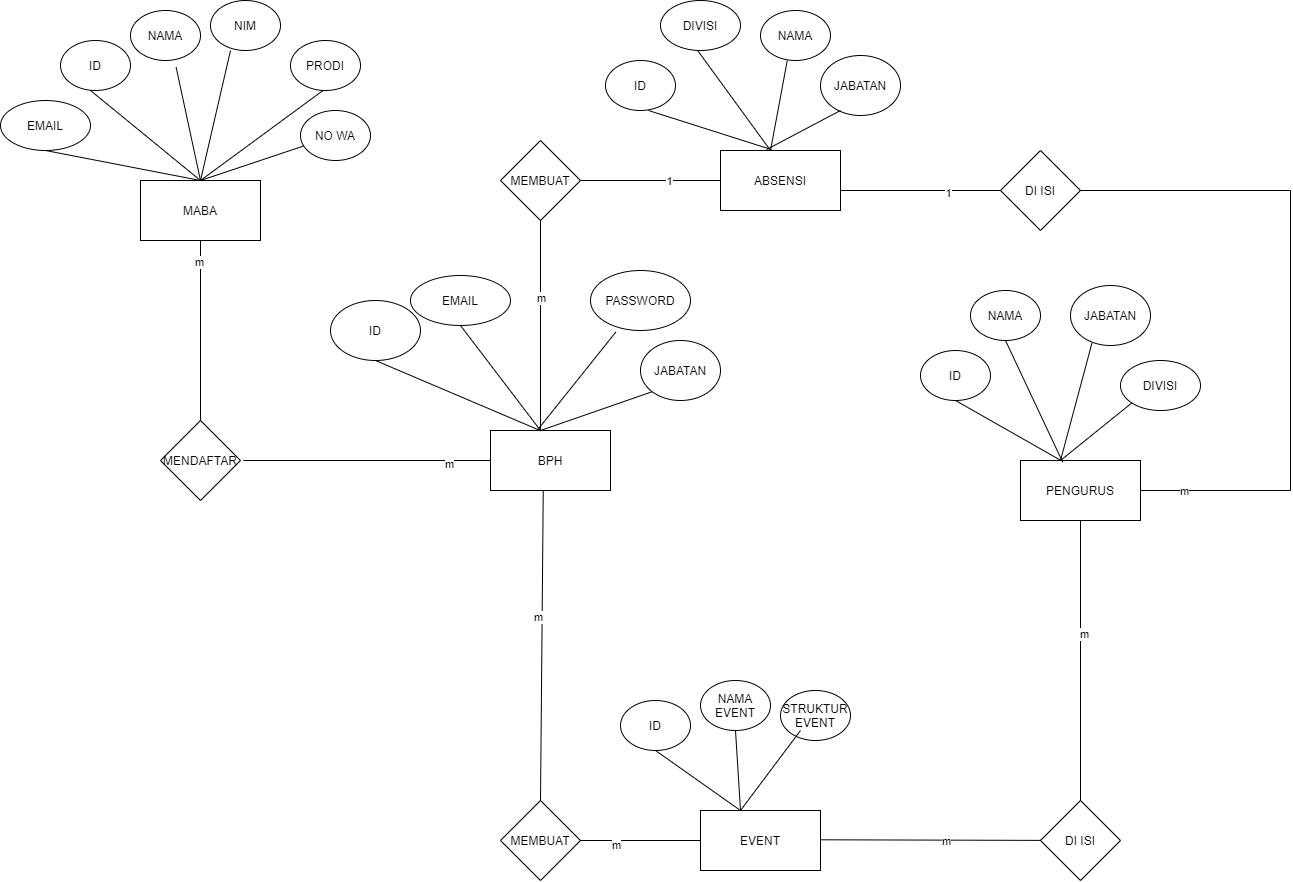 DIVISI
NIM
NAMA
NAMA
ID
PRODI
ID
JABATAN
EMAIL
NO WA
MEMBUAT
1
ABSENSI
1
DI ISI
MABA
m
m
EMAIL
PASSWORD
NAMA
JABATAN
ID
JABATAN
ID
DIVISI
MENDAFTAR
m
BPH
PENGURUS
m
m
m
NAMA
EVENT
STRUKTUR
EVENT
ID
MEMBUAT
m
EVENT
m
DI ISI